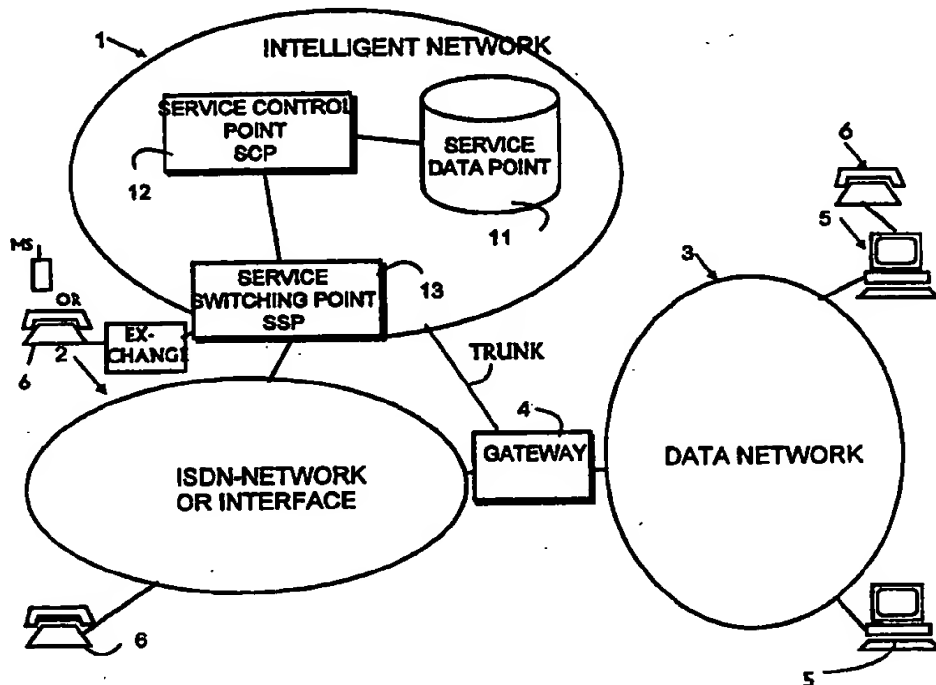 1
INTELLIGENT NETWORK
SERVICE CONTROL
POINT
SCP
SERVICE
DATA POINT
12
11
6
5
MS
OR
SERVICE
SWITCHING POINT
SSP
13
3
EX-
CHANGE
6
2
TRUNK
4
GATEWAY
ISDN-NETWORK
OR INTERFACE
DATA NETWORK
6
5